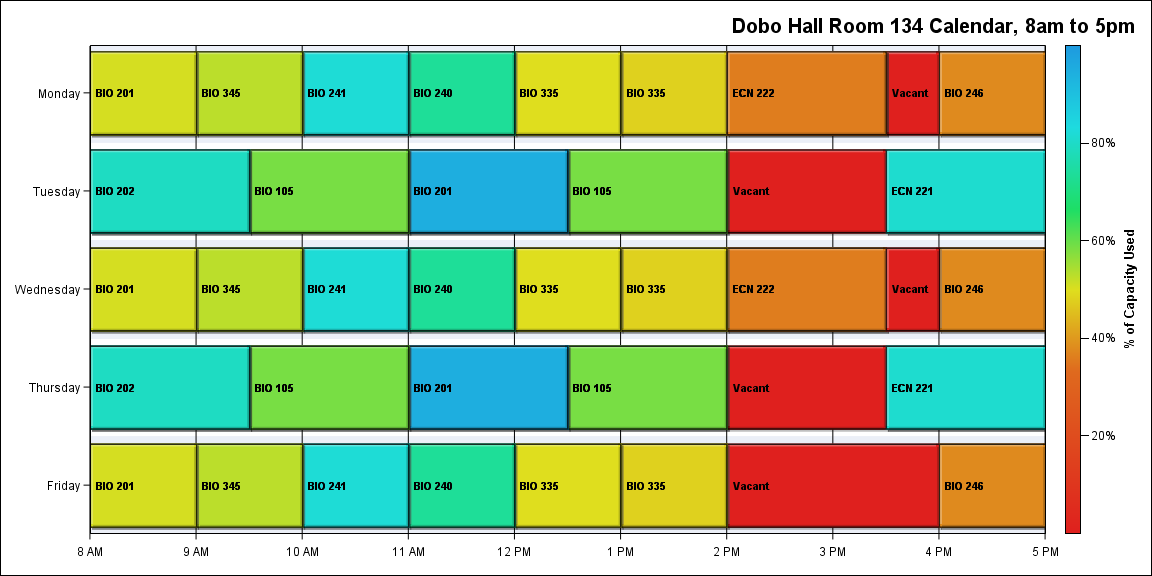 Dobo Hall Room 134 Calendar, 8am to 5pm
Monday
BIO 201
BIO 345
BIO 241
BIO 240
BIO 335
BIO 335
ECN 222
Vacant
BIO 246
Tuesday
BIO 202
BIO 105
BIO 201
BIO 105
Vacant
ECN 221
Wednesday
BIO 201
BIO 345
BIO 241
BIO 240
BIO 335
BIO 335
ECN 222
Vacant
BIO 246
Thursday
BIO 202
BIO 105
BIO 201
BIO 105
Vacant
ECN 221
Friday
BIO 201
BIO 345
BIO 241
BIO 240
BIO 335
BIO 335
Vacant
BIO 246
8 AM
9 AM
10 AM
11 AM
12 PM
1 PM
2 PM
3 PM
4 PM
5 PM
80%
60%
40%
20%
% of Capacity Used